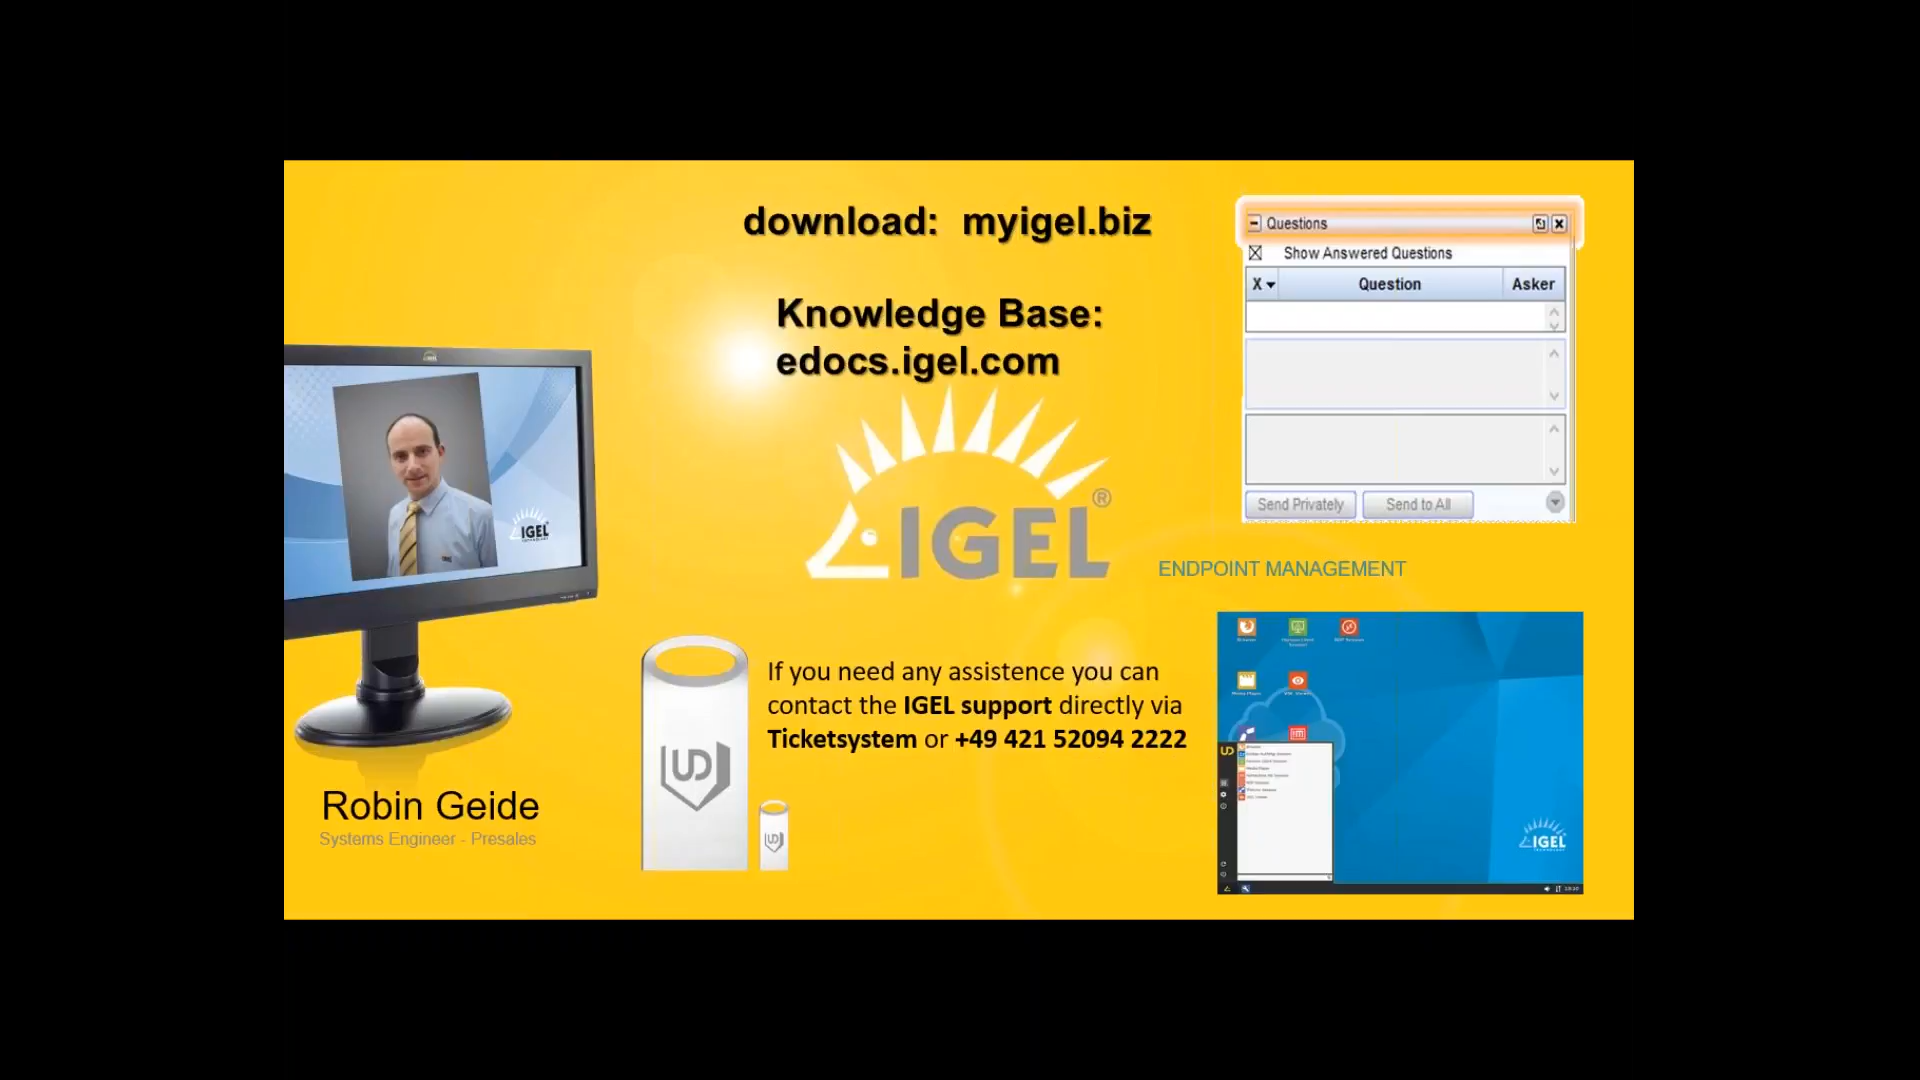 download: myigel.biz
Knowledge Base:
edocs.igel.com
IGEL®
ENDPOINT MANAGEMENT
Questions
Show Answered Questions
X Question Asker
Send Privately Send to All
IGEL
If you need any assistence you can
contact the IGEL support directly via
Ticketsystem or +49 421 52094 2222
UD
UD
Robin Geide
Systems Engineer - Presales
UD
IGEL